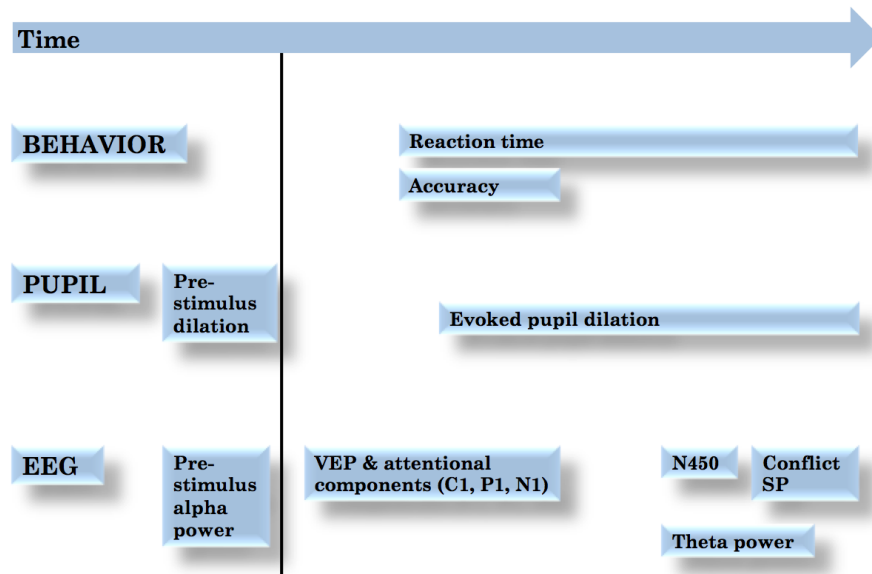 Time
BEHAVIOR
Reaction time
Accuracy
PUPIL
Pre-
stimulus
dilation
Evoked pupil dilation
EEG
Pre-
stimulus
alpha
power
VEP & attentional
components (C1, P1, N1)
N450
Conflict
SP
Theta power